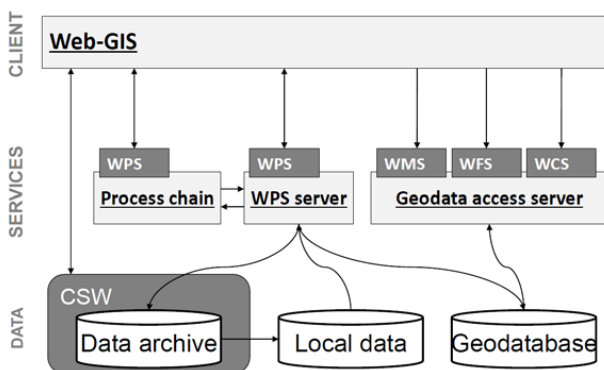 CLIENT
Web-GIS
SERVICES
WPS
WPS
WMS
WFS
WCS
Process chain
WPS server
Geodata access server
DATA
CSW
Data archive
Local data
Geodatabase